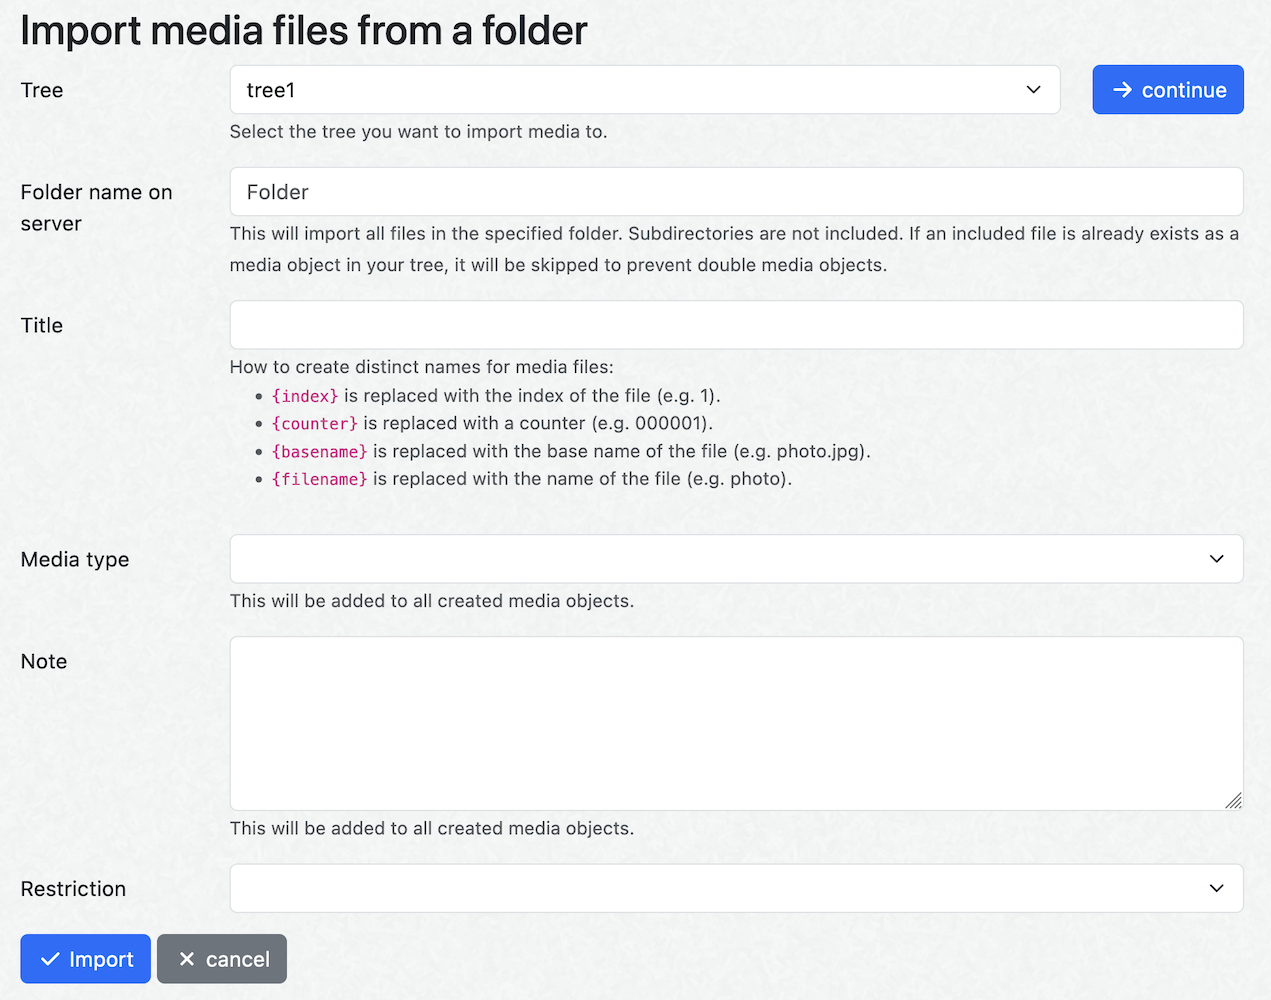 Import media files from a folder
Tree
tree1
continue
Select the tree you want to import media to.
Folder name on
server
Folder
This will import all files in the specified folder. Subdirectories are not included. If an included file is already exists as a
media object in your tree, it will be skipped to prevent double media objects.
Title
How to create distinct names for media files:
{index} is replaced with the index of the file (e.g. 1).
{counter} is replaced with a counter (e.g. 000001).
{basename} is replaced with the base name of the file (e.g. photo.jpg).
{filename} is replaced with the name of the file (e.g. photo).
Media type
This will be added to all created media objects.
Note
This will be added to all created media objects.
Restriction
Import
cancel